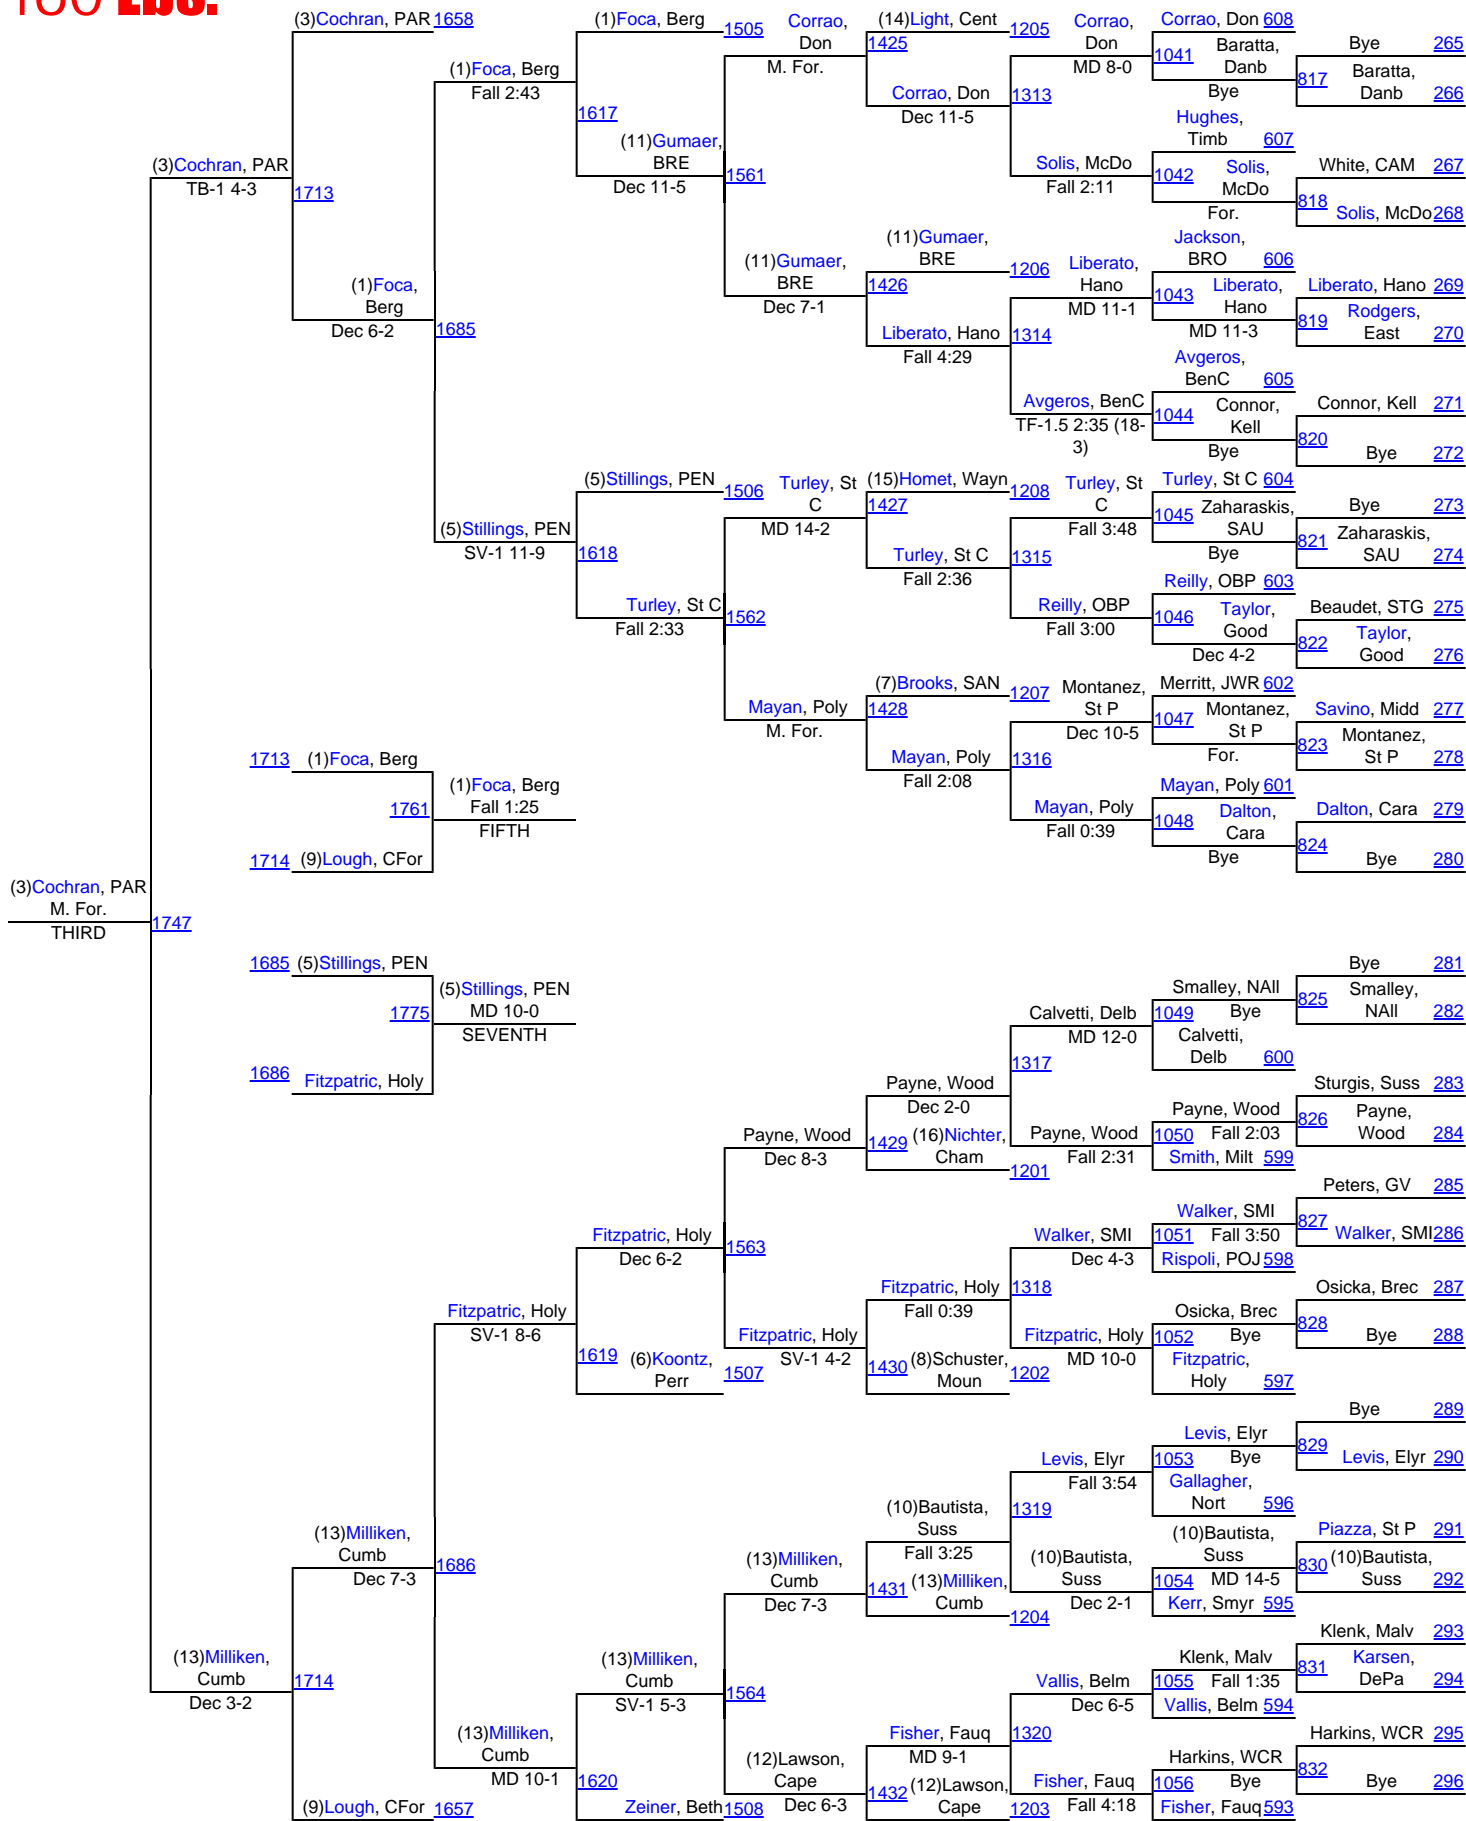 160 Lbs.
(3)Cochran, PAR 1658
(1)Foca, Berg
1505
Corrao,
Don
M. For.
(14)Light, Cent
1205
1425
Corrao,
Don
MD 8-0
Corrao, Don 608
1041
Baratta,
Danb
Bye
Bye 265
817
Baratta,
Danb 266
(1)Foca, Berg
Fall 2:43
1617
Corrao, Don
Dec 11-5
1313
Hughes,
Timb 607
(11)Gumaer,
BRE
Dec 11-5
1561
Solis, McDo
Fall 2:11
1042
Solis,
McDo
For.
White, CAM 267
818
Solis, McDo 268
(3)Cochran, PAR
TB-1 4-3
1713
(11)Gumaer,
BRE
Dec 7-1
(11)Gumaer,
BRE
1206
1426
Liberato,
Hano
MD 11-1
Jackson,
BRO 606
1043
Liberato,
Hano
MD 11-3
Liberato, Hano 269
819
Rodgers,
East 270
(1)Foca,
Berg
Dec 6-2
1685
Liberato, Hano
Fall 4:29
1314
Avgeros,
BenC 605
Avgeros, BenC
TF-1.5 2:35 (18-
3)
1044
Connor,
Kell
Bye
Connor, Kell 271
820
Bye 272
(5)Stillings, PEN
1506
Turley, St
C
MD 14-2
(15)Homet, Wayn
1208
1427
Turley, St
C
Fall 3:48
Turley, St C 604
1045
Zaharaskis,
SAU
Bye
Bye 273
821
Zaharaskis,
SAU 274
(5)Stillings, PEN
SV-1 11-9
1618
Turley, St C
Fall 2:36
1315
Reilly, OBP 603
Turley, St C
Fall 2:33
1562
Reilly, OBP
Fall 3:00
1046
Taylor,
Good
Dec 4-2
Beaudet, STG 275
822
Taylor,
Good 276
Mayan, Poly
M. For.
(7)Brooks, SAN
1207
1428
Montanez,
St P
Dec 10-5
Merritt, JWR 602
1047
Montanez,
St P
For.
Savino, Midd 277
823
Montanez,
St P 278
1713 (1)Foca, Berg
1761
(1)Foca, Berg
Fall 1:25
FIFTH
1714 (9)Lough, CFor
Mayan, Poly
Fall 2:08
1316
Mayan, Poly 601
Mayan, Poly
Fall 0:39
1048
Dalton,
Cara
Bye
Dalton, Cara 279
824
Bye 280
(3)Cochran, PAR
M. For.
THIRD
1747
1685 (5)Stillings, PEN
1775
(5)Stillings, PEN
MD 10-0
SEVENTH
1686 Fitzpatric, Holy
Calvetti, Delb
MD 12-0
Smalley, NAll
1049 Bye
Calvetti,
Delb 600
Bye 281
825
Smalley,
NAll 282
1317
Payne, Wood
Dec 2-0
Payne, Wood
Dec 8-3
1429
(16)Nichter,
Cham
1201
Payne, Wood
Fall 2:31
Payne, Wood
1050 Fall 2:03
Smith, Milt 599
Sturgis, Suss 283
826
Payne,
Wood 284
Fitzpatric, Holy
Dec 6-2
1563
Walker, SMI
Dec 4-3
Walker, SMI
1051 Fall 3:50
Rispoli, POJ 598
Peters, GV 285
827
Walker, SMI 286
Fitzpatric, Holy
SV-1 8-6
1619
(6)Koontz,
Perr
1507
Fitzpatric, Holy
SV-1 4-2
Fitzpatric, Holy
Fall 0:39
1318
1430
(8)Schuster,
Moun
1202
Fitzpatric, Holy
MD 10-0
Osicka, Brec
1052 Bye
Fitzpatric,
Holy 597
Osicka, Brec 287
828
Bye 288
Levis, Elyr
Fall 3:54
Levis, Elyr
1053 Bye
Gallagher,
Nort 596
Bye 289
829
Levis, Elyr 290
(13)Milliken,
Cumb
Dec 7-3
1686
(13)Milliken,
Cumb
Dec 7-3
(10)Bautista,
Suss
Fall 3:25
1319
1431
(13)Milliken,
Cumb
1204
(10)Bautista,
Suss
Dec 2-1
(10)Bautista,
Suss
1054 MD 14-5
Kerr, Smyr 595
Piazza, St P 291
830
(10)Bautista,
Suss 292
(13)Milliken,
Cumb
Dec 3-2
1714
(13)Milliken,
Cumb
SV-1 5-3
1564
Vallis, Belm
Dec 6-5
Klenk, Malv
1055 Fall 1:35
Vallis, Belm 594
Klenk, Malv 293
831
Karsen,
DePa 294
(13)Milliken,
Cumb
MD 10-1
1620
(12)Lawson,
Cape
Dec 6-3
Fisher, Fauq
MD 9-1
1320
1432
(12)Lawson,
Cape
1203
Fisher, Fauq
Fall 4:18
Harkins, WCR
1056 Bye
Fisher, Fauq 593
Harkins, WCR 295
832
Bye 296
(9)Lough, CFor 1657
Zeiner, Beth 1508